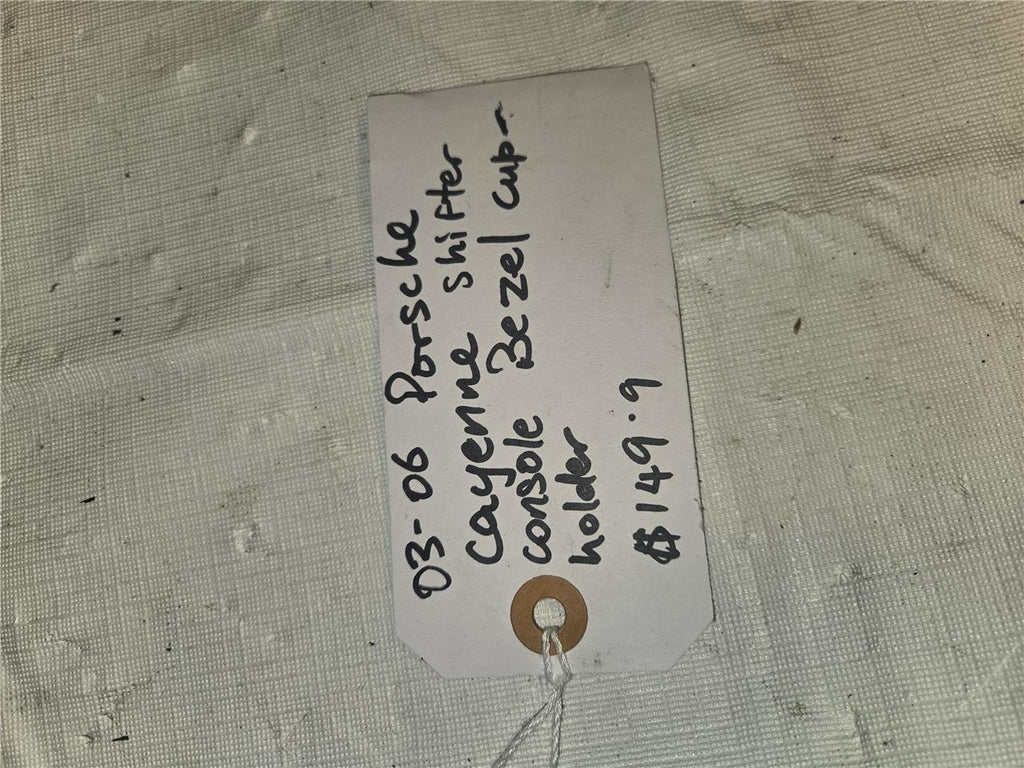 03-06 Porsche
Cayenne shifter
console Bezel cup-
holder
$149.9